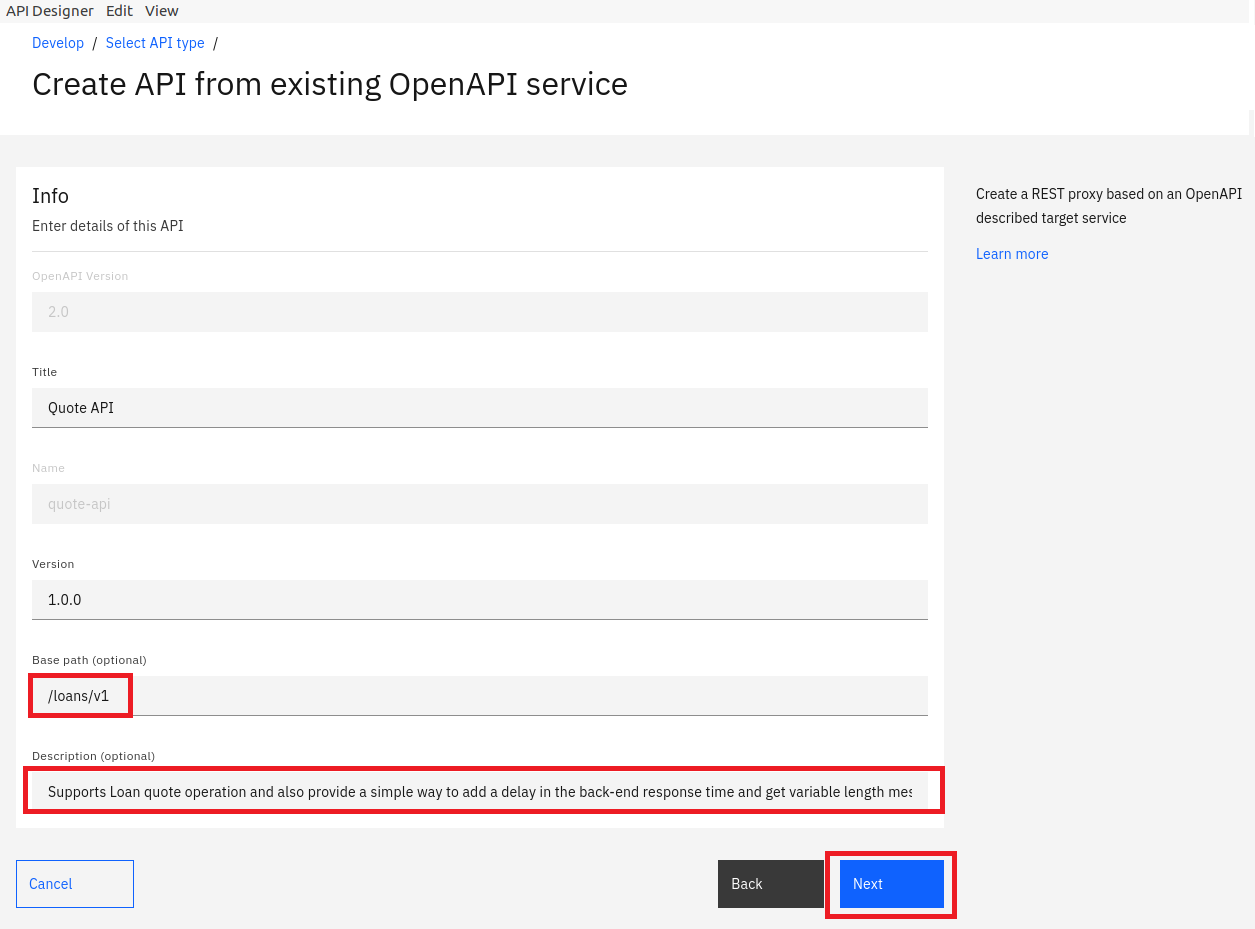 API Designer Edit View
Develop / Select API type /
Create API from existing OpenAPI service
Info
Enter details of this API
OpenAPI Version
2.0
Title
Quote API
Name
quote-api
Version
1.0.0
Base path (optional)
/loans/v1
Description (optional)
Supports Loan quote operation and also provide a simple way to add a delay in the back-end response time and get variable length mes
Cancel
Back
Next
Create a REST proxy based on an OpenAPI
described target service
Learn more